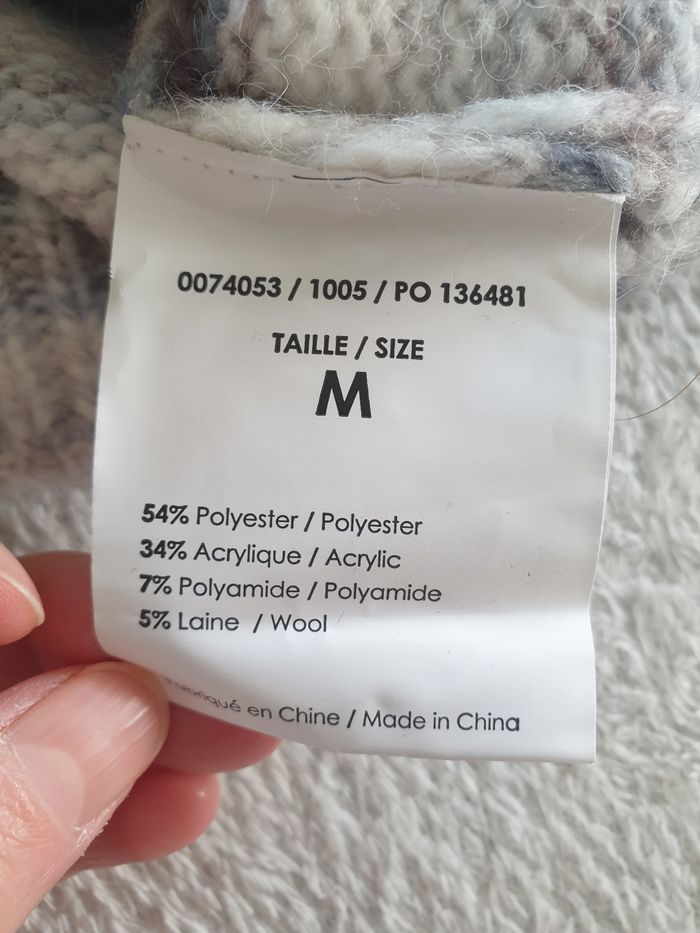 0074053 / 1005 / PO 136481
TAILLE / SIZE
M
54% Polyester / Polyester
34% Acrylique / Acrylic
7% Polyamide / Polyamide
5% Laine / Wool
Fabriqué en Chine / Made in China